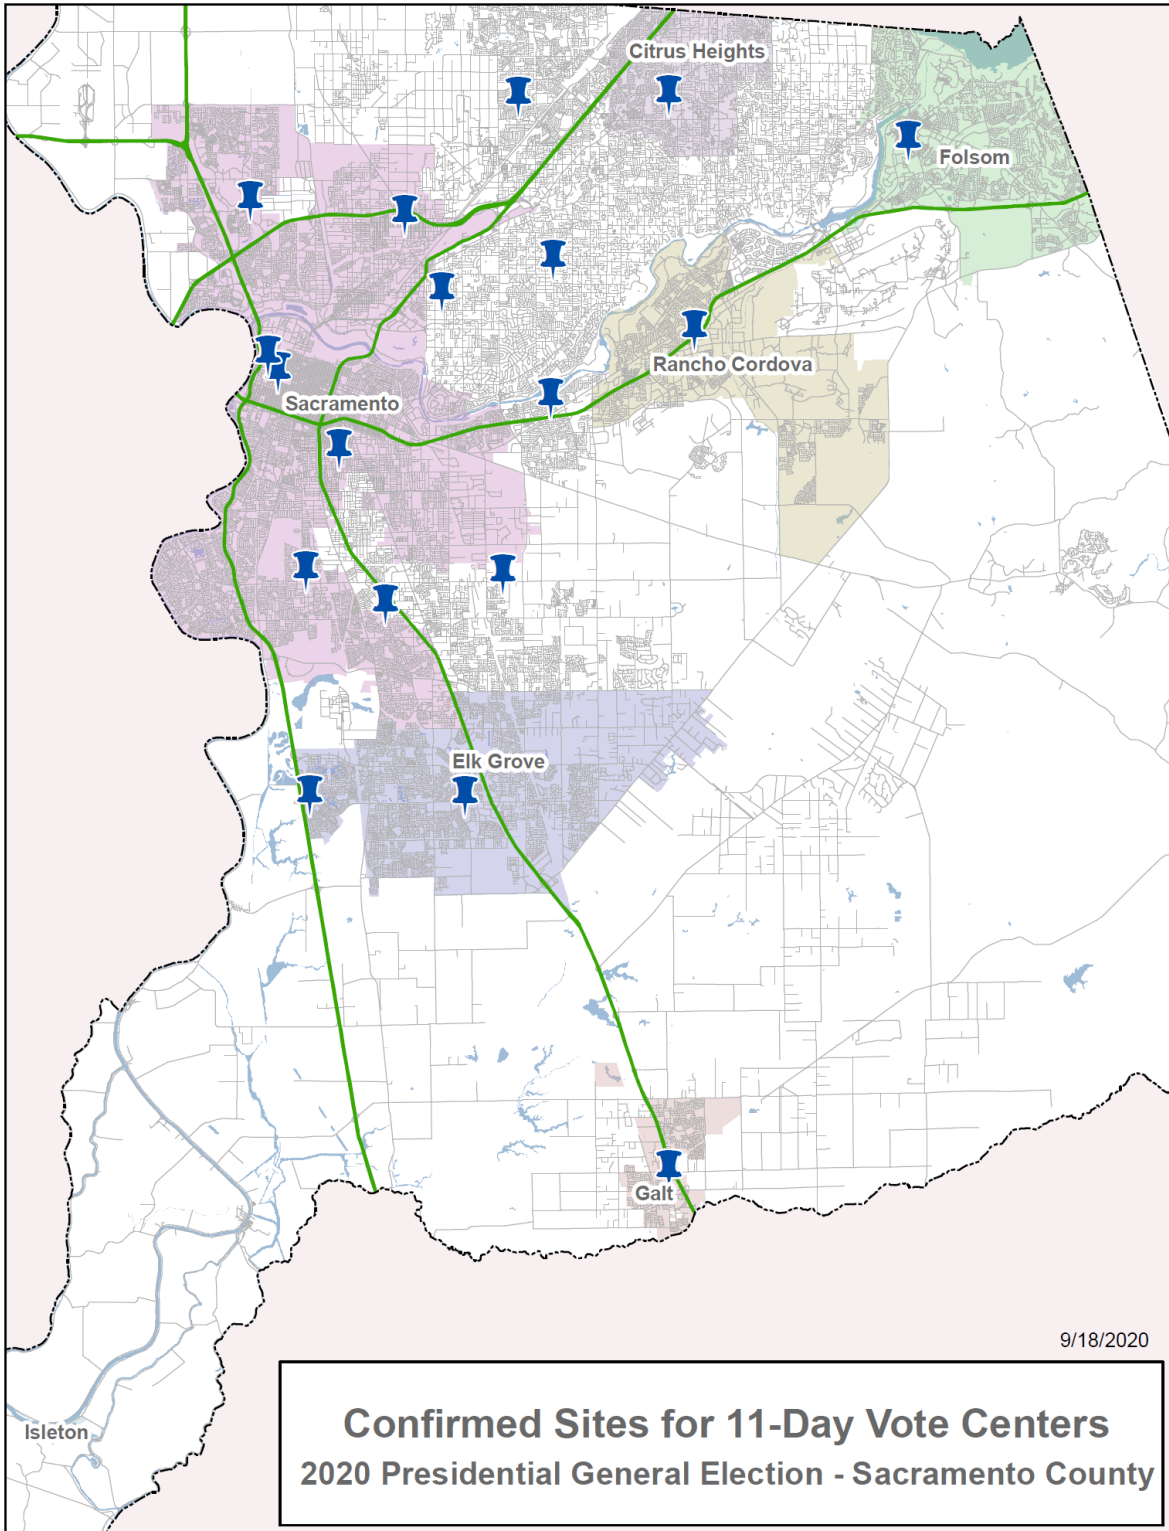 Citrus Heights
Folsom
Rancho Cordova
Sacramento
Elk Grove
Galt
9/18/2020
Isleton
Confirmed Sites for 11-Day Vote Centers
2020 Presidential General Election - Sacramento County